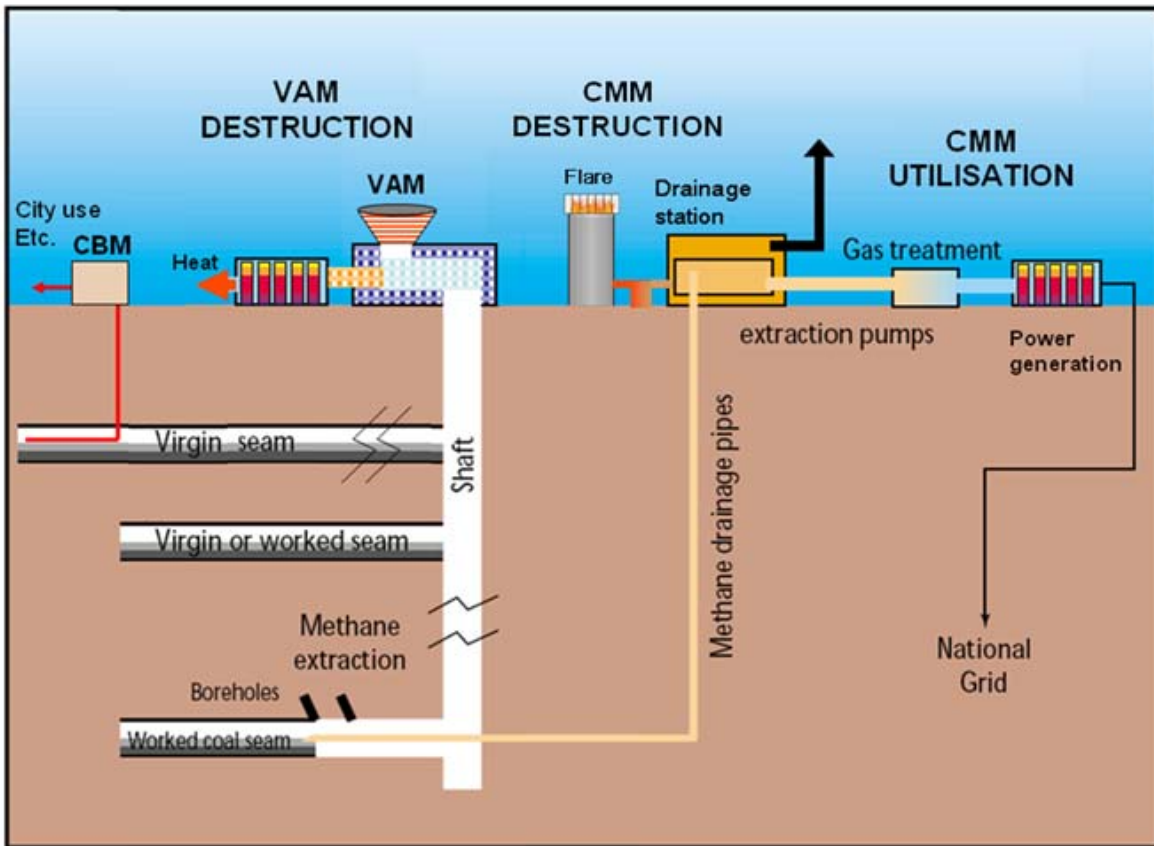 VAM
DESTRUCTION
CMM
DESTRUCTION
CMM
UTILISATION
VAM
Flare
Drainage
station
City use
Etc.
CBM
Heat
Gas treatment
extraction pumps
Power
generation
Virgin seam
Shaft
Methane drainage pipes
Virgin or worked seam
Methane
extraction
Boreholes
Worked coal seam
National
Grid